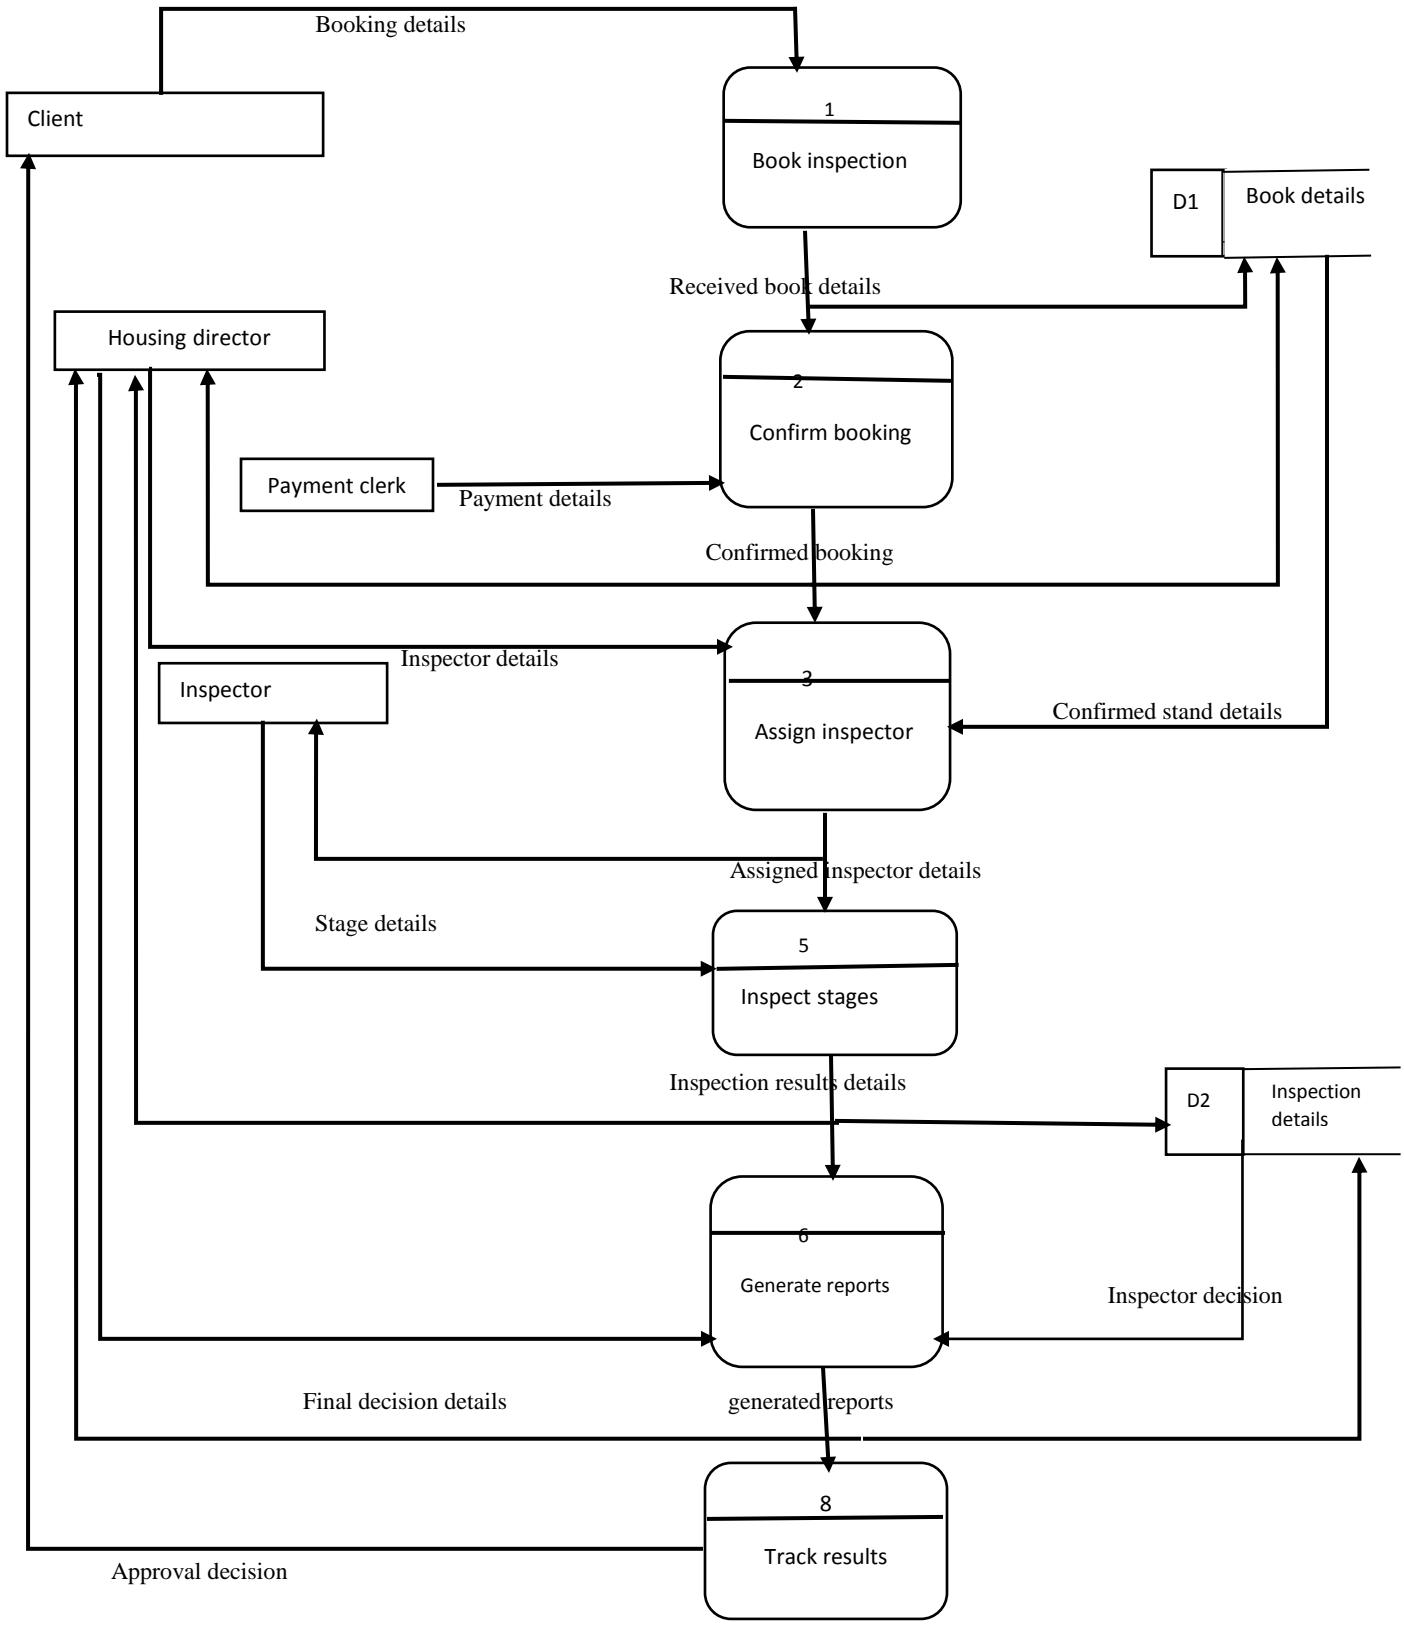 Booking details
Client
1
Book inspection
D1
Book details
Received book details
Housing director
2
Confirm booking
Payment clerk
Payment details
Confirmed booking
Inspector details
3
Inspector
Assign inspector
Confirmed stand details
Assigned inspector details
Stage details
5
Inspect stages
Inspection results details
D2
Inspection
details
6
Generate reports
Inspector decision
Final decision details
generated reports
8
Track results
Approval decision